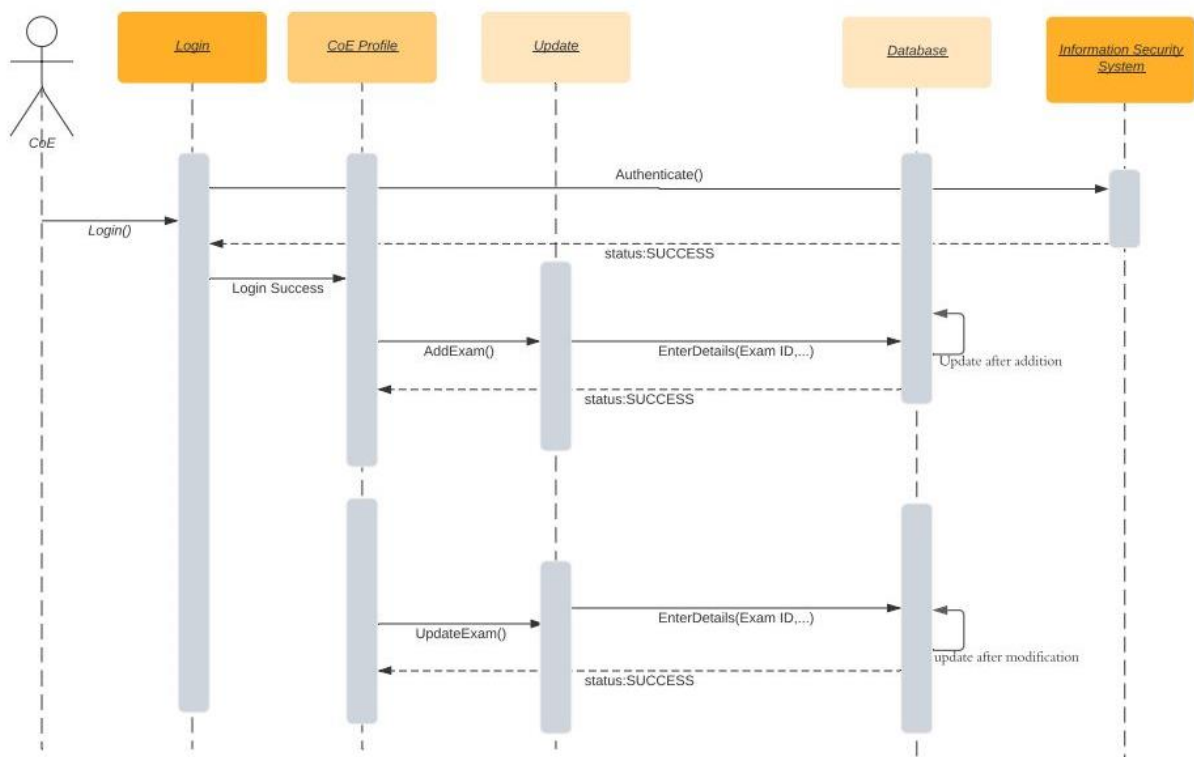 Login
CoE Profile
Update
Database
Information Security
System
CoE
Authenticate()
Login()
status:SUCCESS
Login Success
AddExam()
EnterDetails(Exam ID,...)
Update after addition
status:SUCCESS
EnterDetails(Exam ID,...)
UpdateExam()
update after modification
status:SUCCESS